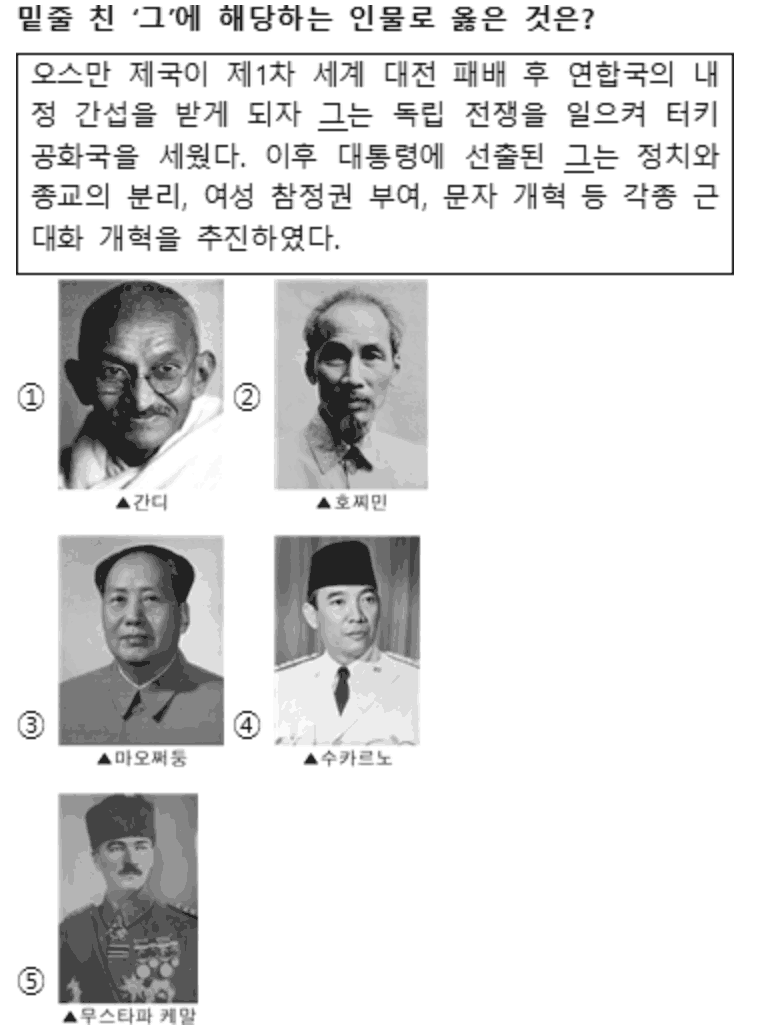 밑줄 친 ‘그’에 해당하는 인물로 옳은 것은?
오스만 제국이 제1차 세계 대전 패배 후 연합국의 내
정 간섭을 받게 되자 그는 독립 전쟁을 일으켜 터키
공화국을 세웠다. 이후 대통령에 선출된 그는 정치와
종교의 분리, 여성 참정권 부여, 문자 개혁 등 각종 근
대화 개혁을 추진하였다.
① ②
▲간디 ▲호찌민
③ ④
▲마오쩌둥 ▲수카르노
⑤
▲무스타파 케말